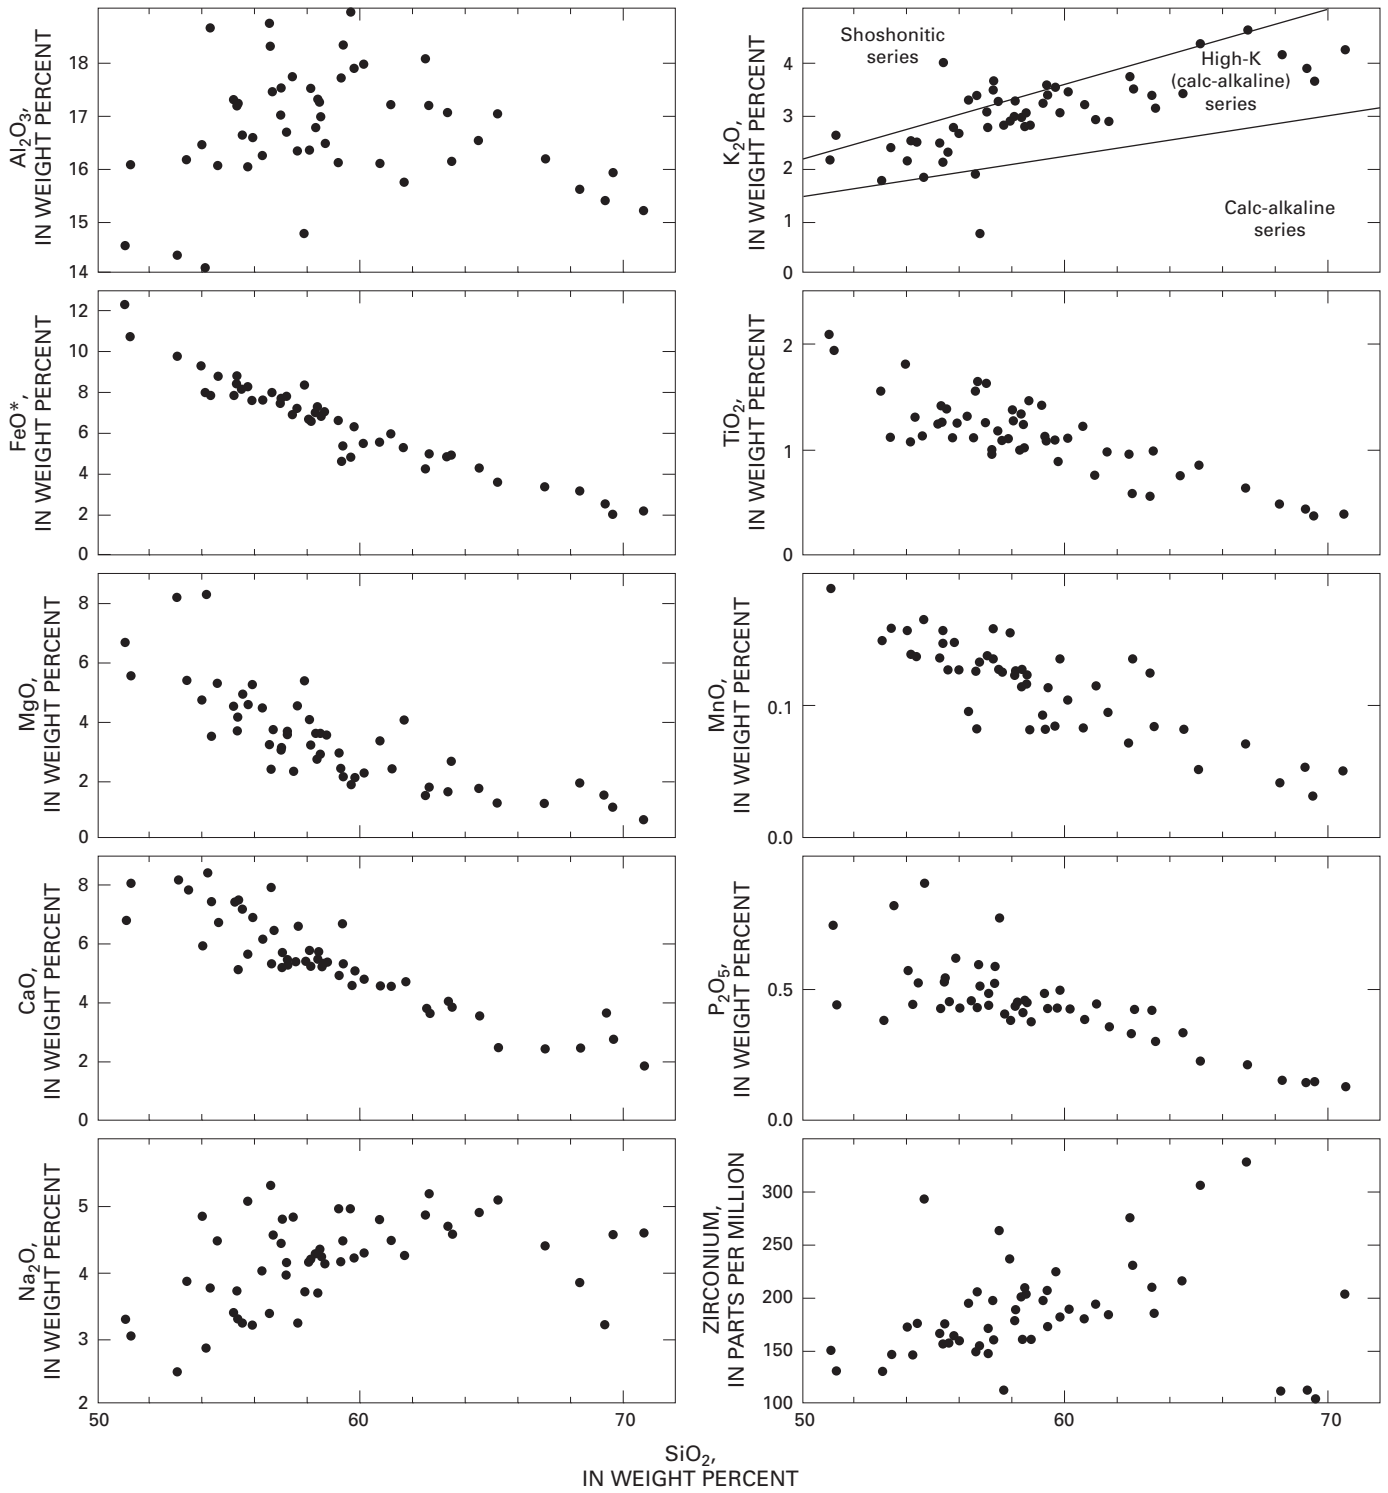 Al₂O₃,
IN WEIGHT PERCENT
18
17
16
15
14
K₂O,
IN WEIGHT PERCENT
4
3
2
1
0
Shoshonitic
series
High-K
(calc-alkaline)
series
Calc-alkaline
series
FeO*,
IN WEIGHT PERCENT
12
10
8
6
4
2
0
TiO₂,
IN WEIGHT PERCENT
2
1
0
MgO,
IN WEIGHT PERCENT
8
6
4
2
0
MnO,
IN WEIGHT PERCENT
0.1
0.0
CaO,
IN WEIGHT PERCENT
8
6
4
2
0
P₂O₅,
IN WEIGHT PERCENT
0.5
0.0
Na₂O,
IN WEIGHT PERCENT
5
4
3
2
50 60 70
ZIRCONIUM,
IN PARTS PER MILLION
300
250
200
150
100
50 60 70
SiO₂,
IN WEIGHT PERCENT